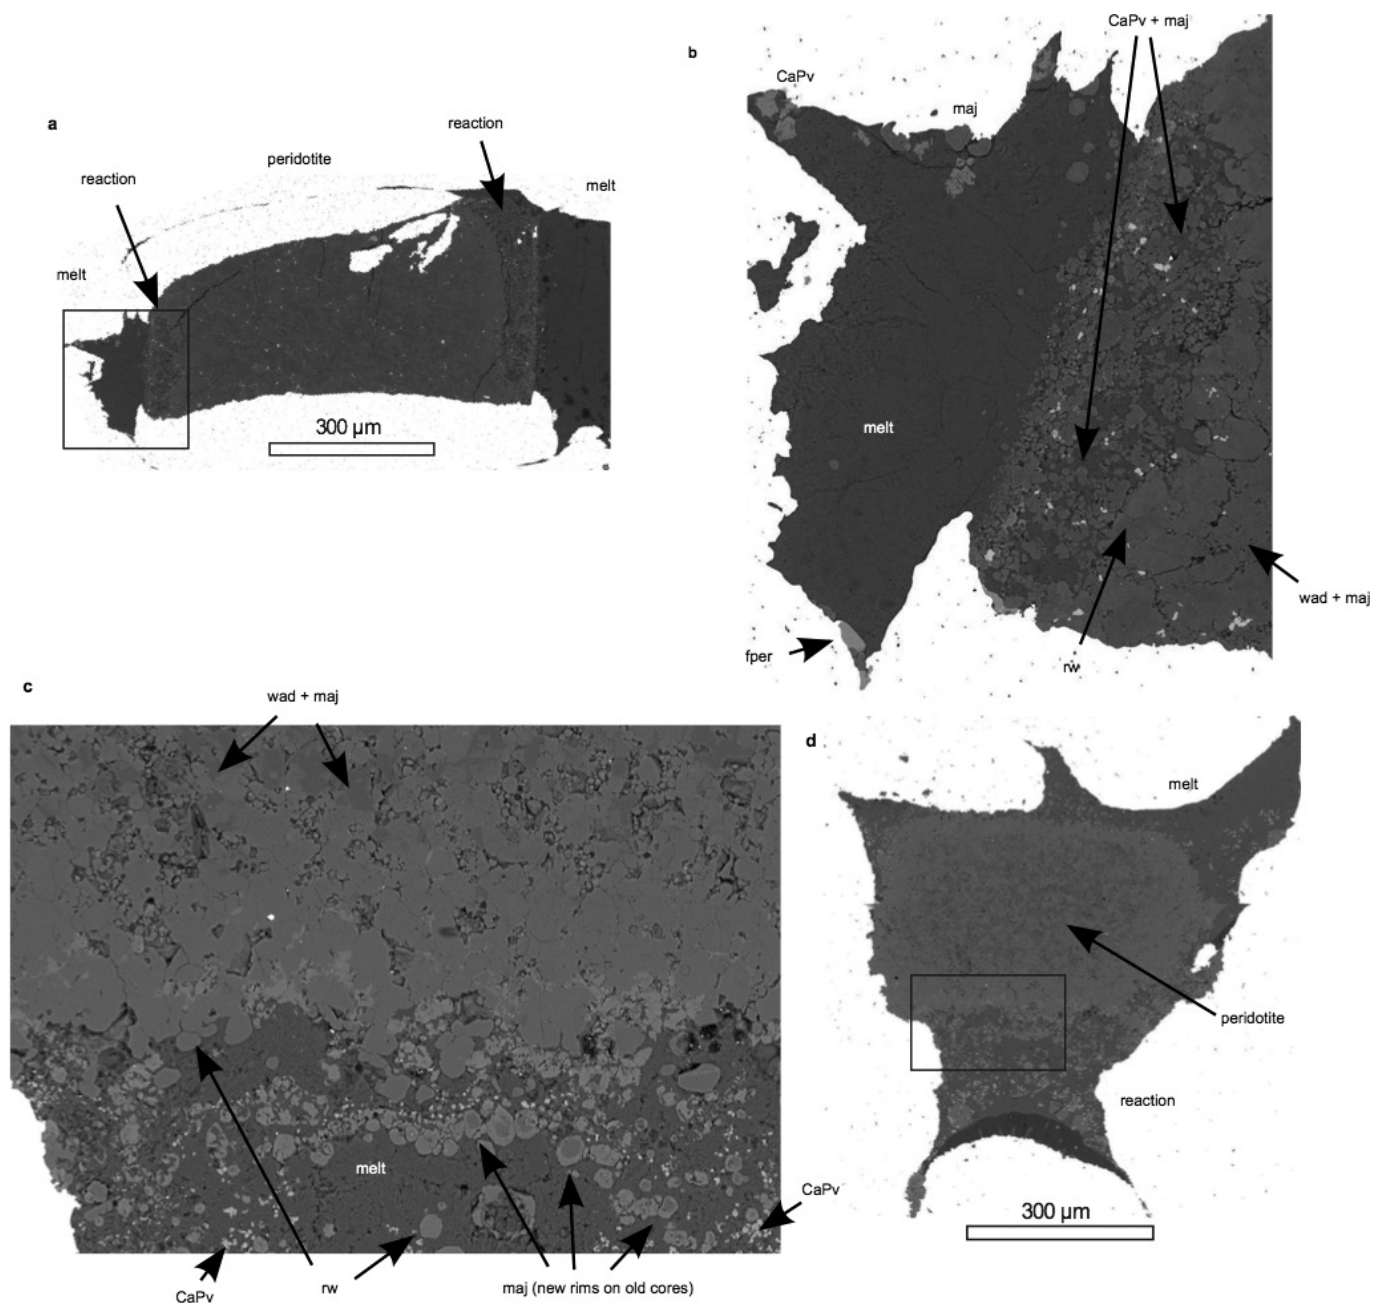 a
reaction
peridotite
melt
reaction
melt
300 µm
b
CaPv + maj
CaPv
maj
melt
wad + maj
fper
rw
c
wad + maj
melt
CaPv
CaPv
rw
maj (new rims on old cores)
d
melt
peridotite
reaction
300 µm